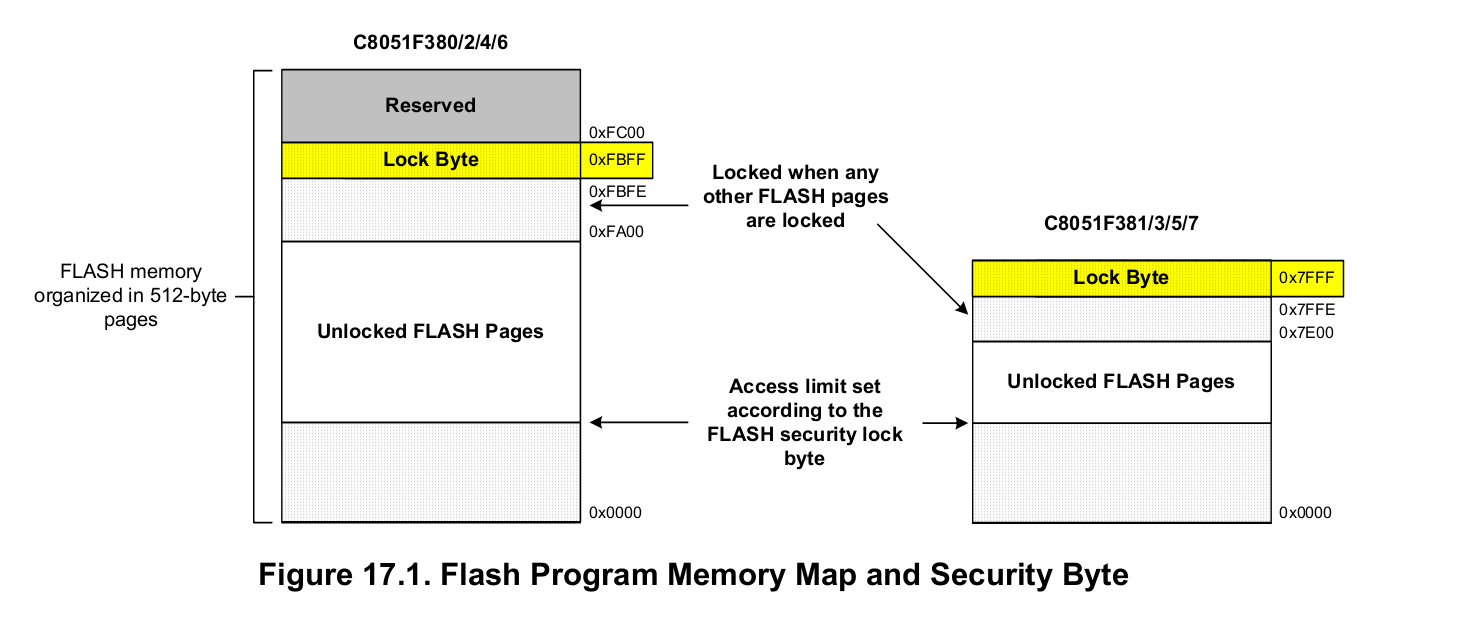 C8051F380/2/4/6
Reserved
0xFC00
Lock Byte
0xFBFF
0xFBFE
0xFA00
FLASH memory
organized in 512-byte
pages
Unlocked FLASH Pages
0x0000
Locked when any
other FLASH pages
are locked
Access limit set
according to the
FLASH security lock
byte
C8051F381/3/5/7
Lock Byte
0x7FFF
0x7FFE
0x7E00
Unlocked FLASH Pages
0x0000
Figure 17.1. Flash Program Memory Map and Security Byte